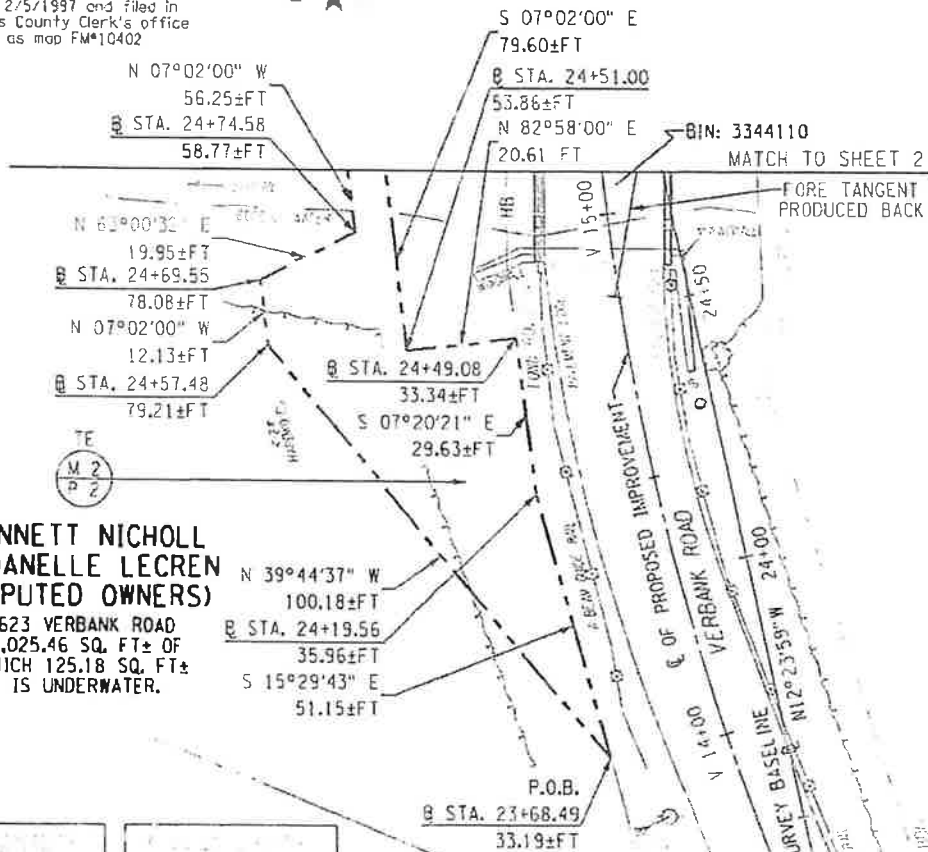 2/5/1997 and filed in
s County Clerk's office
as map FM#10402
S 07°02'00" E
79.60±FT
N 07°02'00" W
56.25±FT
℄ STA. 24+51.00
53.86±FT
℄ STA. 24+74.58
58.77±FT
N 82°58'00" E
20.61 FT
BIN: 3344110
MATCH TO SHEET 2
FORE TANGENT
PRODUCED BACK
HB
V 15+00
N 63°00'32" E
19.95±FT
℄ STA. 24+69.55
78.08±FT
24+50
N 07°02'00" W
12.13±FT
℄ STA. 24+49.08
33.34±FT
℄ STA. 24+57.48
79.21±FT
S 07°20'21" E
29.63±FT
TE
M 2
P 2
NNETT NICHOLL
DANELLE LECREN
PUTED OWNERS)
623 VERBANK ROAD
,025.46 SQ. FT± OF
ICH 125.18 SQ. FT±
IS UNDERWATER.
N 39°44'37" W
100.18±FT
℄ STA. 24+19.56
35.96±FT
S 15°29'43" E
51.15±FT
℄ OF PROPOSED IMPROVEMENT
VERBANK ROAD
24+00
V 14+00
URVEY BASELINE
N12°23'59"W
P.O.B.
℄ STA. 23+68.49
33.19±FT